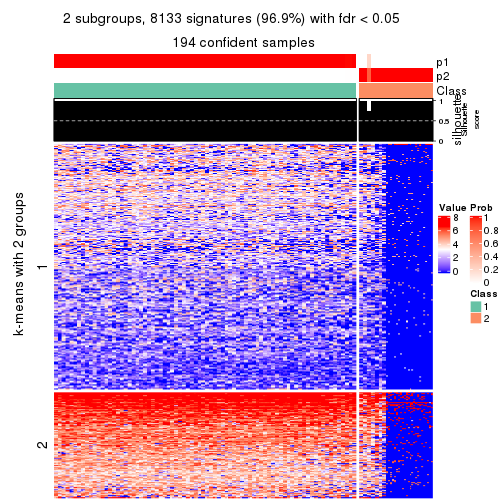 2 subgroups, 8133 signatures (96.9%) with fdr < 0.05
194 confident samples
p1
p2
Class
silhouette
Silhouette
score
1
0.5
0
k-means with 2 groups
1
2
Value
8
6
4
2
0
Prob
1
0.8
0.6
0.4
0.2
0
Class
1
2